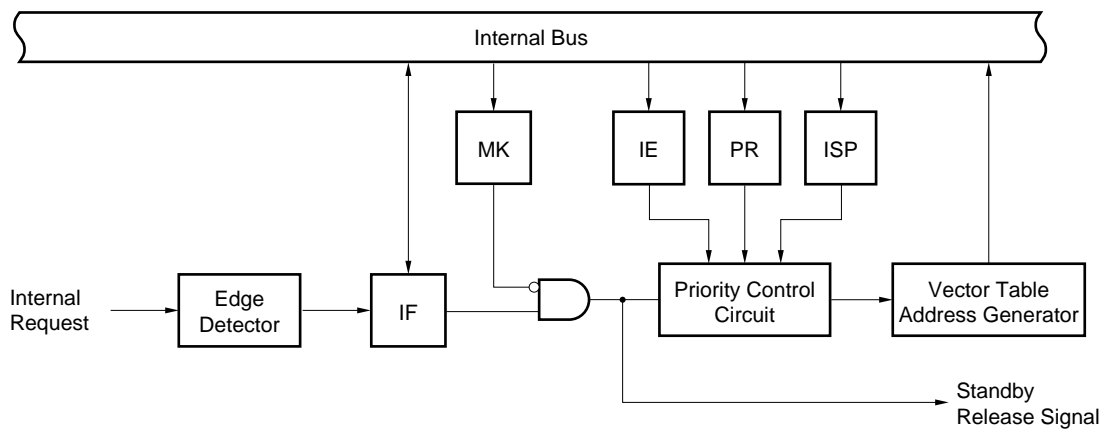 Internal Bus
MK
IE
PR
ISP
Internal
Request
Edge
Detector
IF
Priority Control
Circuit
Vector Table
Address Generator
Standby
Release Signal